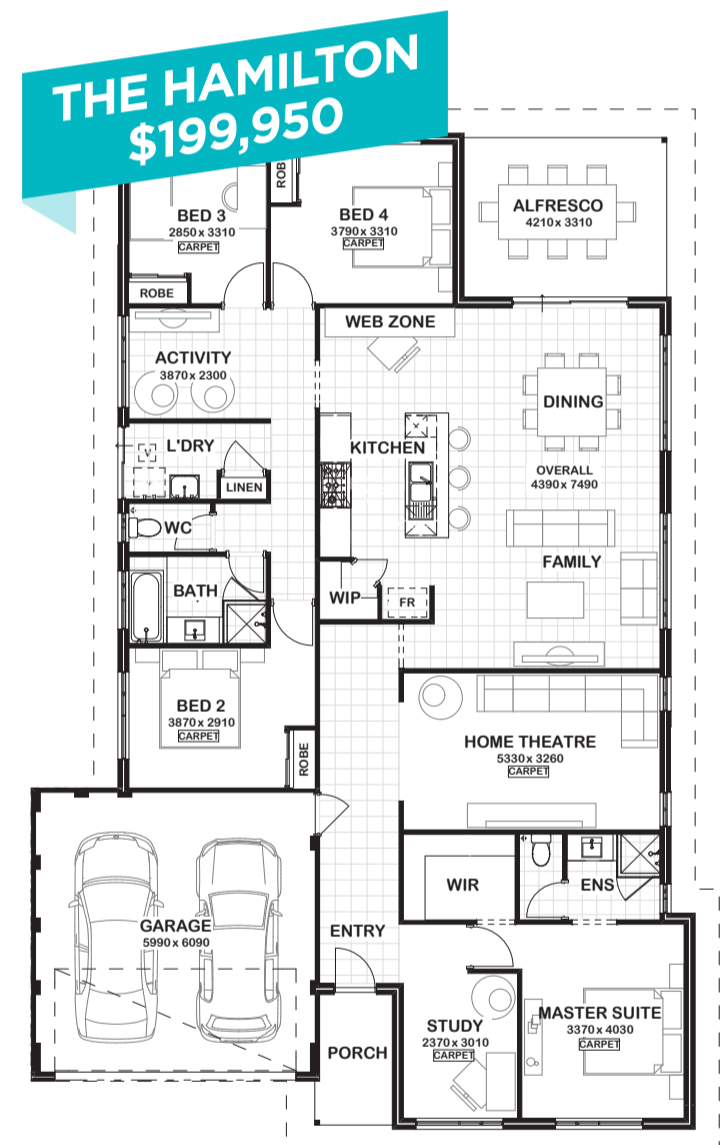 THE HAMILTON
$199,950
ROB
BED 3
2850 x 3310
CARPET
BED 4
3790 x 3310
CARPET
ALFRESCO
4210 x 3310
ROBE
WEB ZONE
ACTIVITY
3870 x 2300
DINING
KITCHEN
L'DRY
V
LINEN
OVERALL
4390 x 7490
WC
FAMILY
BATH
WIP
FR
BED 2
3870 x 2910
CARPET
ROBE
HOME THEATRE
5330 x 3260
CARPET
WIR
ENS
GARAGE
5990 x 6090
ENTRY
MASTER SUITE
3370 x 4030
CARPET
STUDY
2370 x 3010
CARPET
PORCH